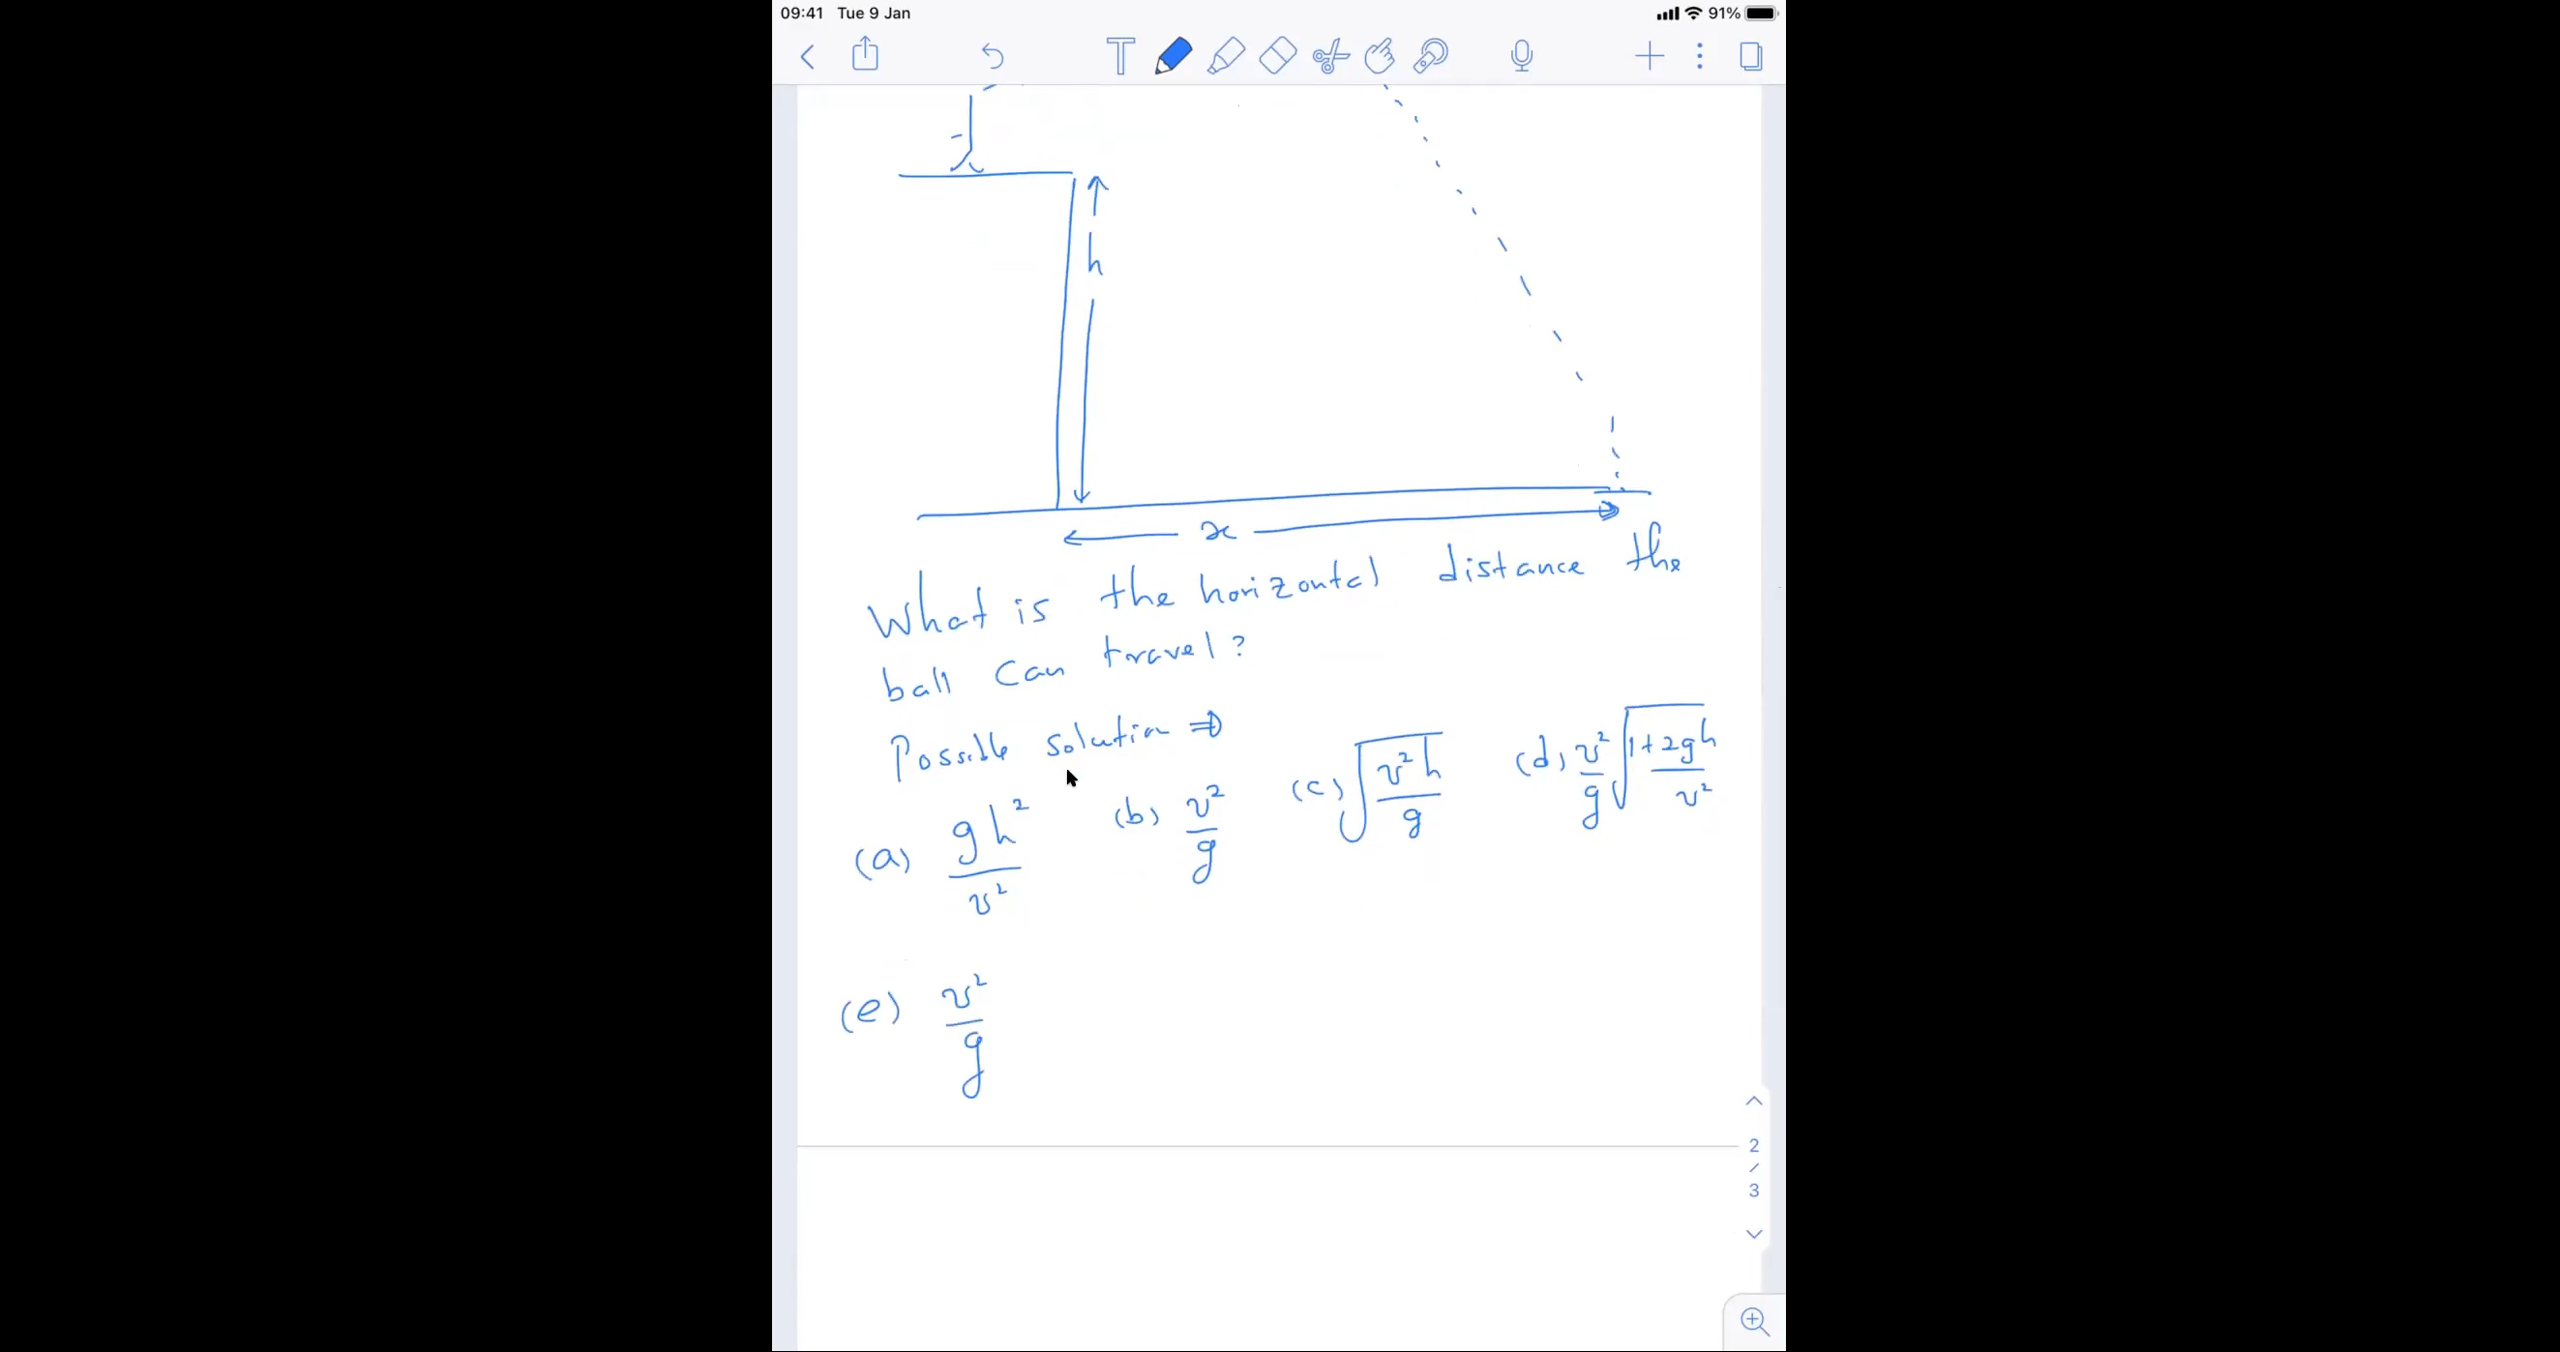 09:41 Tue 9 Jan 91%
h
x
What is the horizontal distance the
ball can travel?
Possible solution ⇒
(a) gh²/v² (b) v²/g (c) √(v²h/g) (d) v²/g √(1+2gh/v²)
(e) v²/g
2
/
3